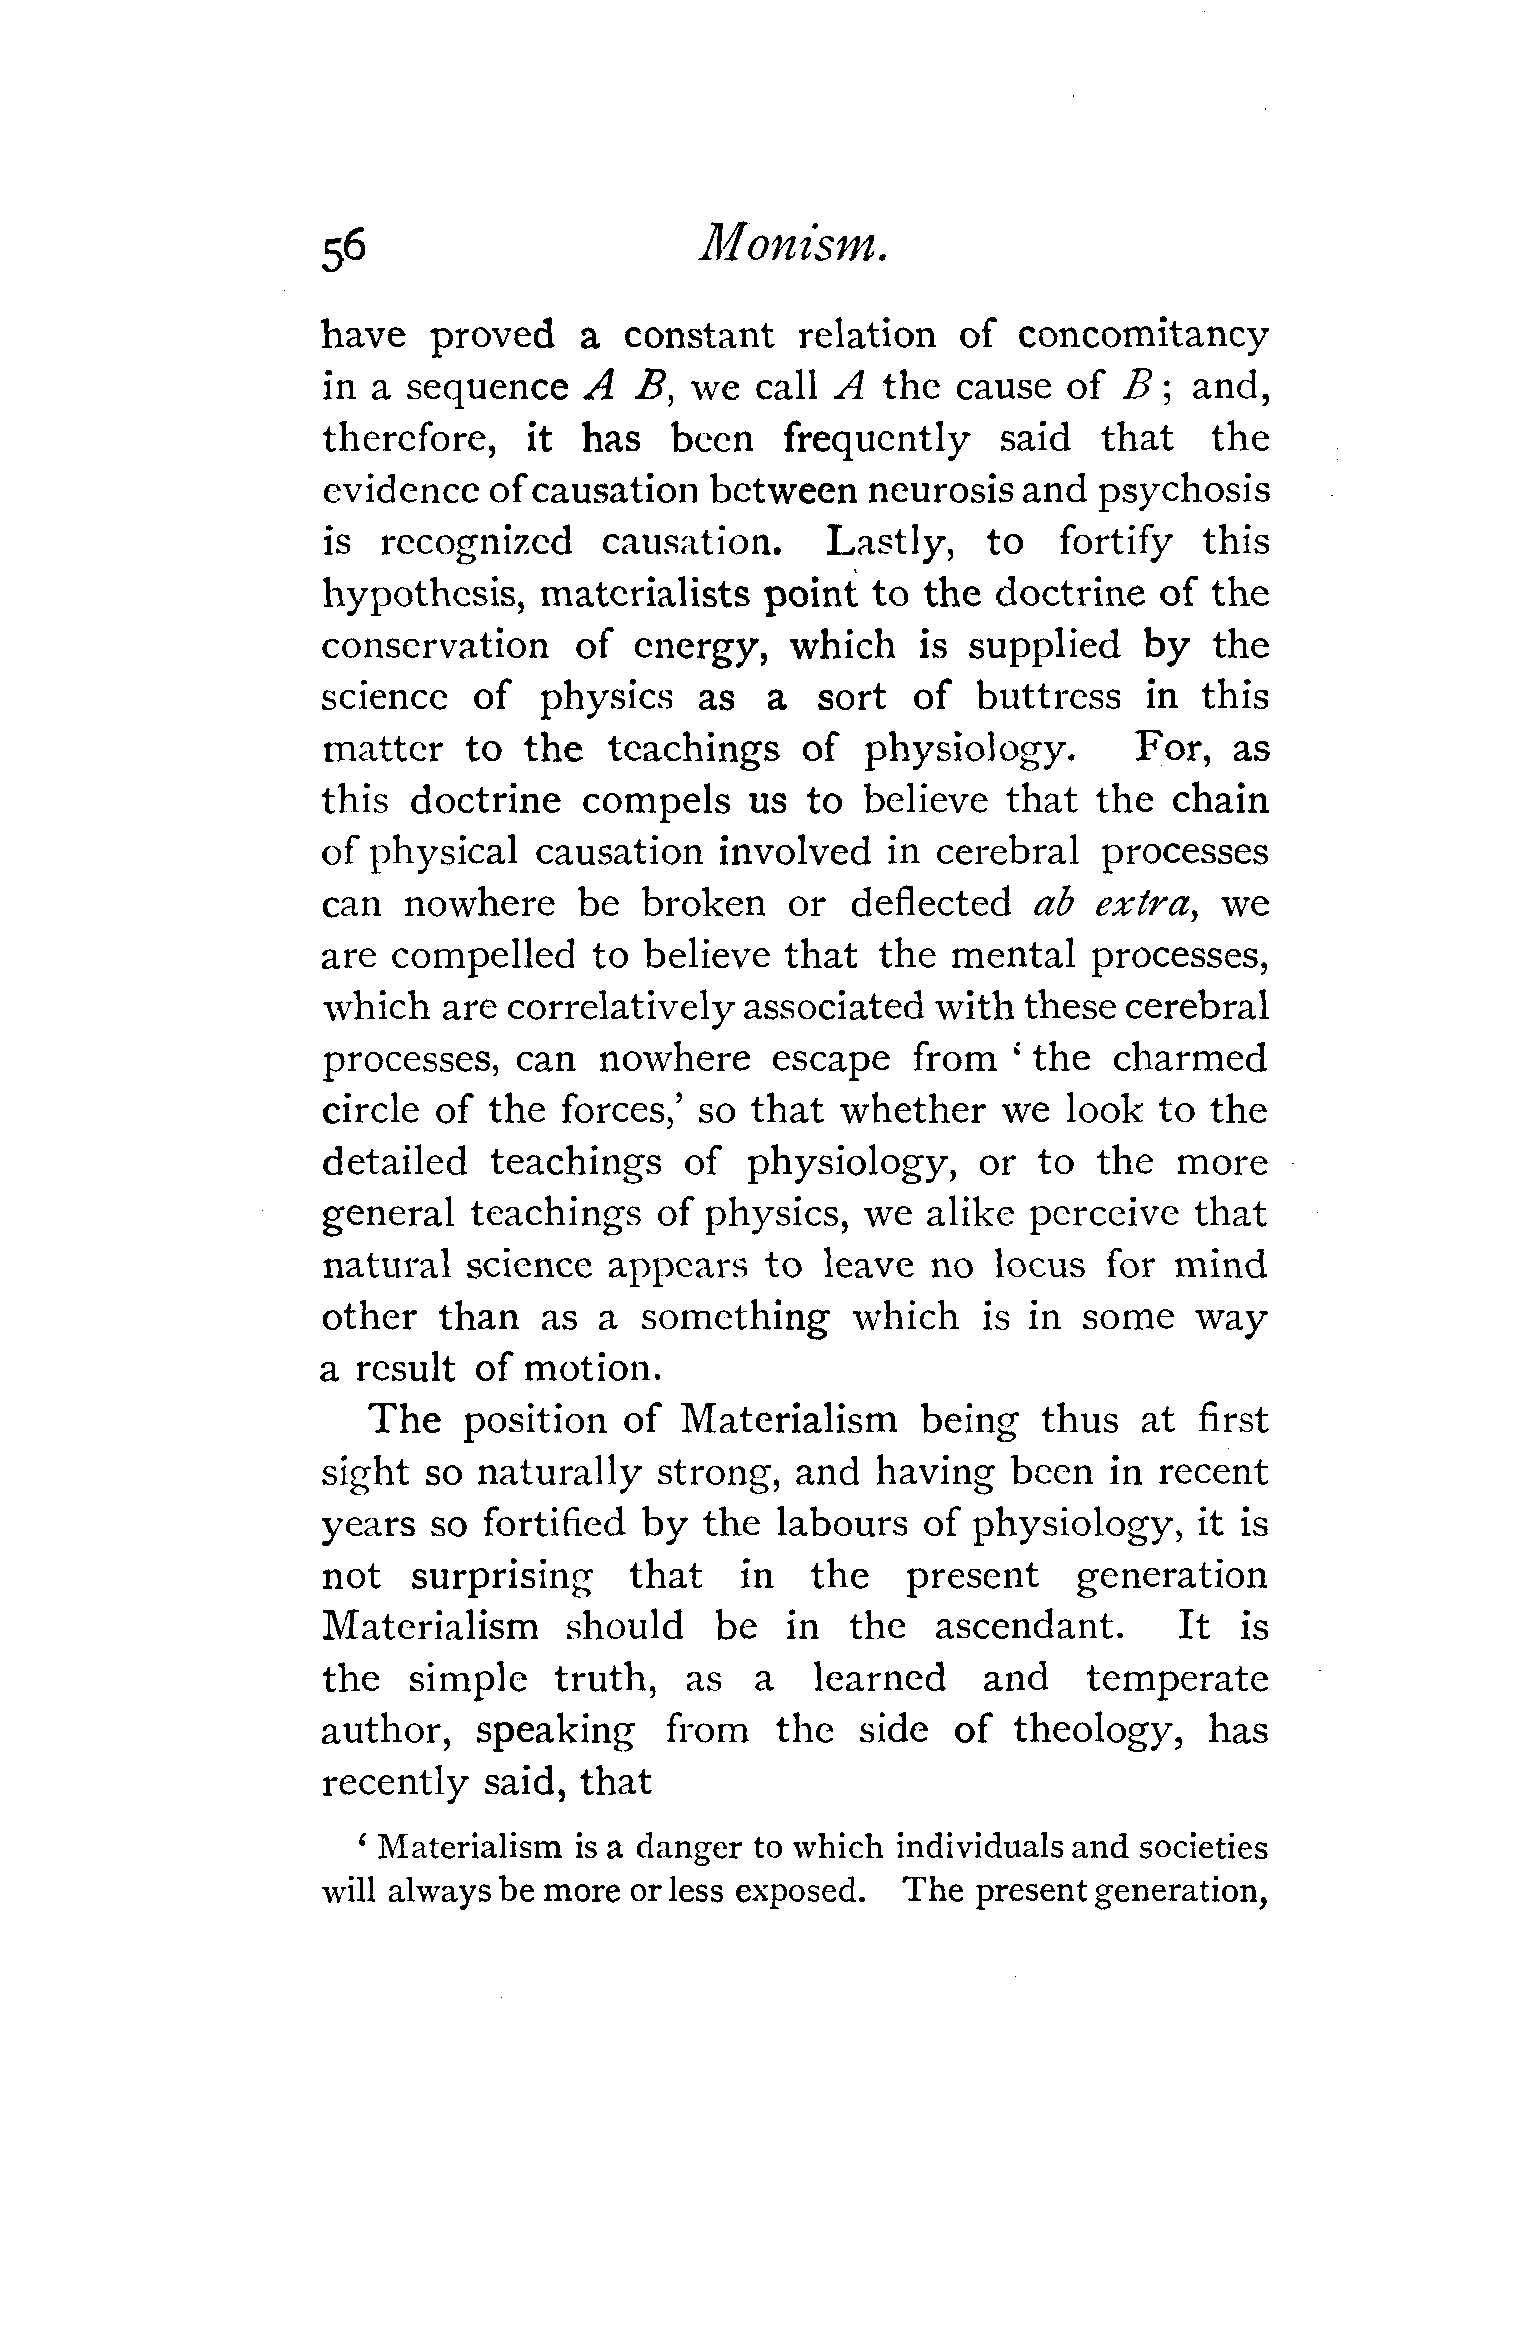 56 Monism.
have proved a constant relation of concomitancy
in a sequence A B, we call A the cause of B ; and,
therefore, it has been frequently said that the
evidence of causation between neurosis and psychosis
is recognized causation. Lastly, to fortify this
hypothesis, materialists point to the doctrine of the
conservation of energy, which is supplied by the
science of physics as a sort of buttress in this
matter to the teachings of physiology. For, as
this doctrine compels us to believe that the chain
of physical causation involved in cerebral processes
can nowhere be broken or deflected ab extra, we
are compelled to believe that the mental processes,
which are correlatively associated with these cerebral
processes, can nowhere escape from ‘ the charmed
circle of the forces,’ so that whether we look to the
detailed teachings of physiology, or to the more
general teachings of physics, we alike perceive that
natural science appears to leave no locus for mind
other than as a something which is in some way
a result of motion.
The position of Materialism being thus at first
sight so naturally strong, and having been in recent
years so fortified by the labours of physiology, it is
not surprising that in the present generation
Materialism should be in the ascendant. It is
the simple truth, as a learned and temperate
author, speaking from the side of theology, has
recently said, that
‘ Materialism is a danger to which individuals and societies
will always be more or less exposed. The present generation,